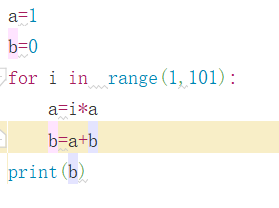 a=1
b=0
for i in  range(1,101):
    a=i*a
    b=a+b
print(b)